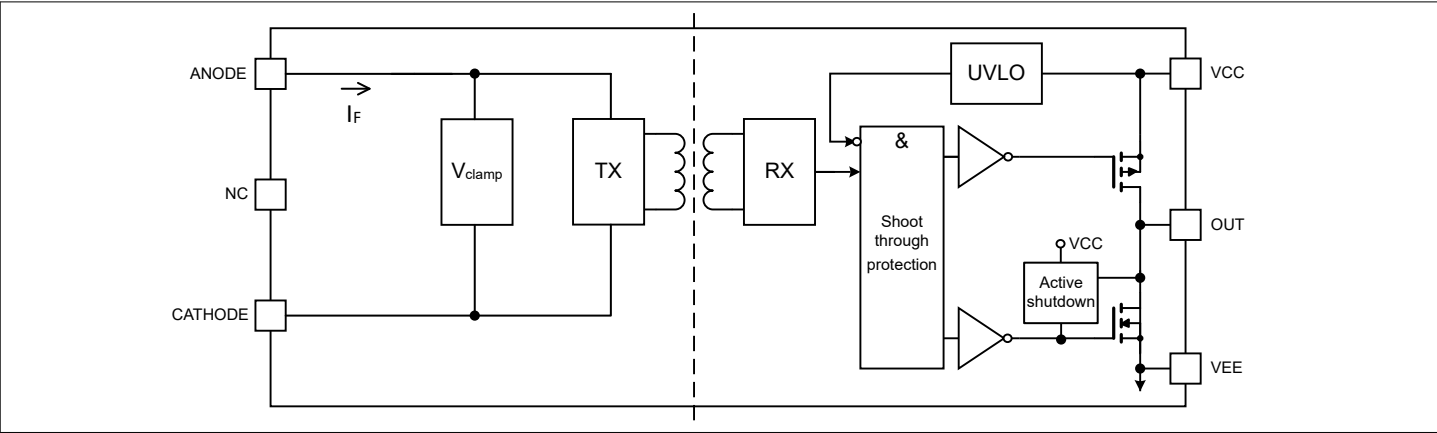 ANODE
IF
NC
CATHODE
Vclamp
TX
RX
UVLO
&
Shoot
through
protection
VCC
Active
shutdown
VCC
OUT
VEE